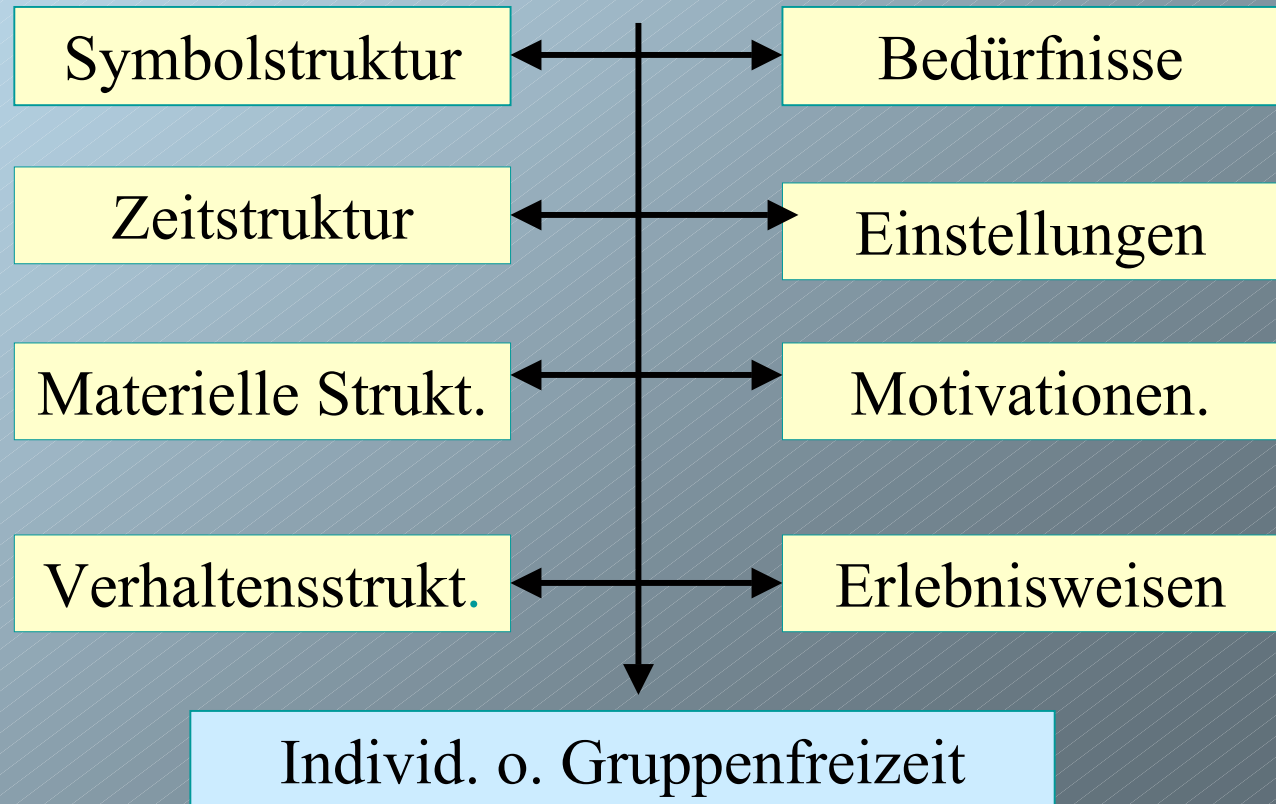 Symbolstruktur
Bedürfnisse
Zeitstruktur
Einstellungen
Materielle Strukt.
Motivationen.
Verhaltensstrukt.
Erlebnisweisen
Individ. o. Gruppenfreizeit